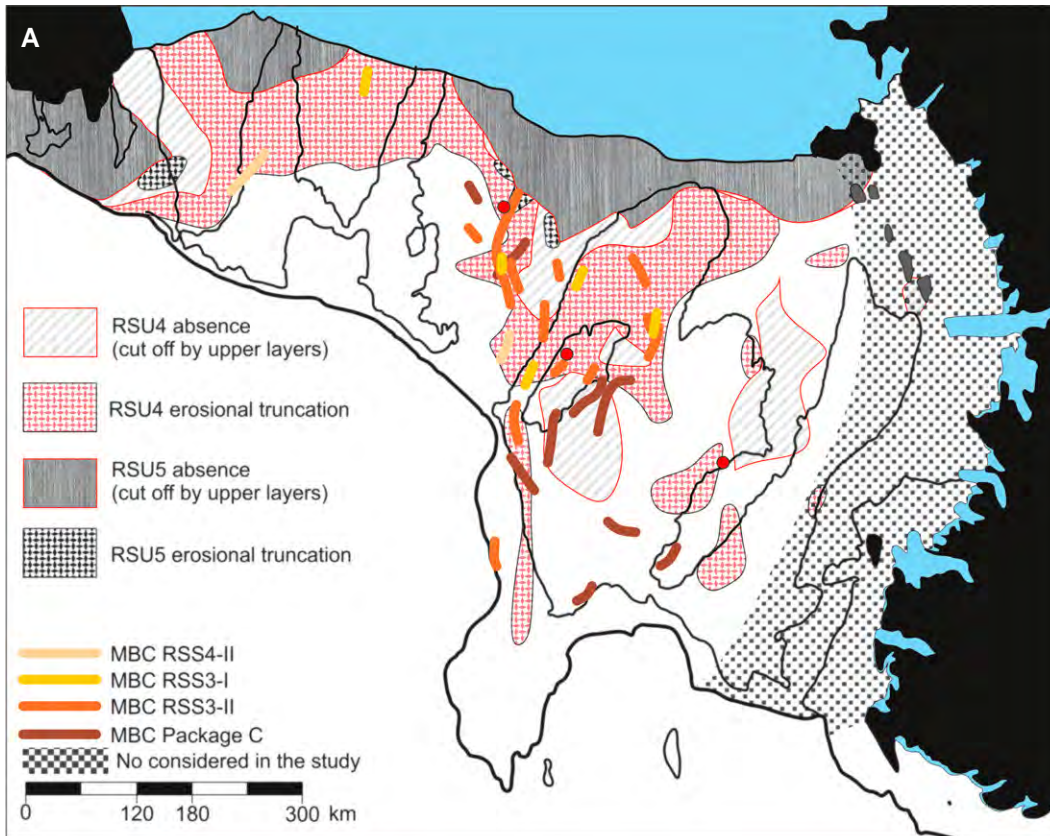 A
RSU4 absence
(cut off by upper layers)
RSU4 erosional truncation
RSU5 absence
(cut off by upper layers)
RSU5 erosional truncation
MBC RSS4-II
MBC RSS3-I
MBC RSS3-II
MBC Package C
No considered in the study
0 120 180 300 km